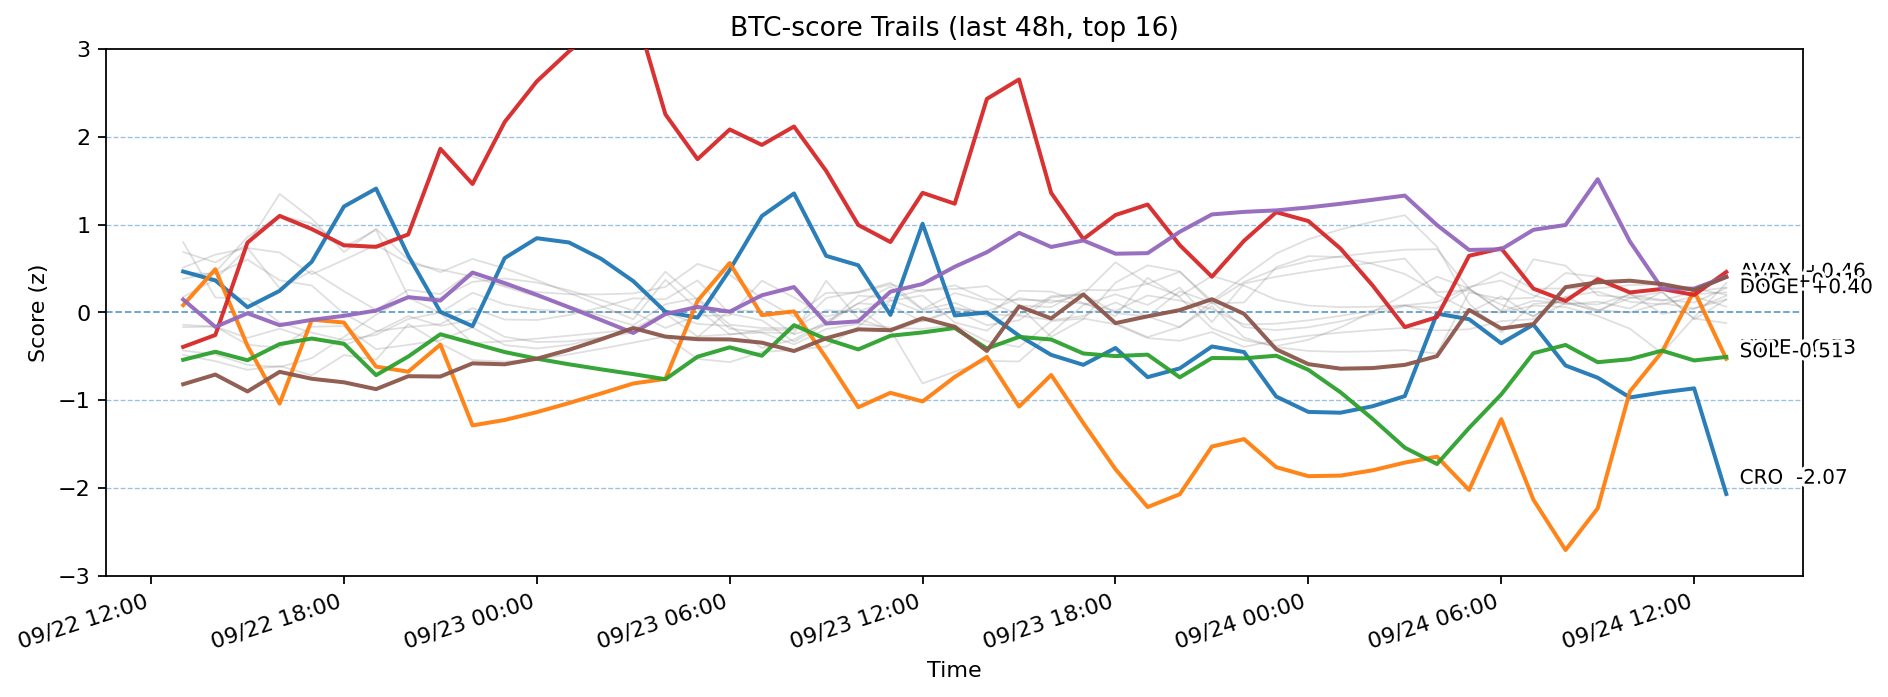 BTC-score Trails (last 48h, top 16)
Score (z)
3
2
1
0
−1
−2
−3
AVAX +0.46
DOGE +0.40
SOL -0.51
CRO -2.07
09/22 12:00
09/22 18:00
09/23 00:00
09/23 06:00
09/23 12:00
09/23 18:00
09/24 00:00
09/24 06:00
09/24 12:00
Time